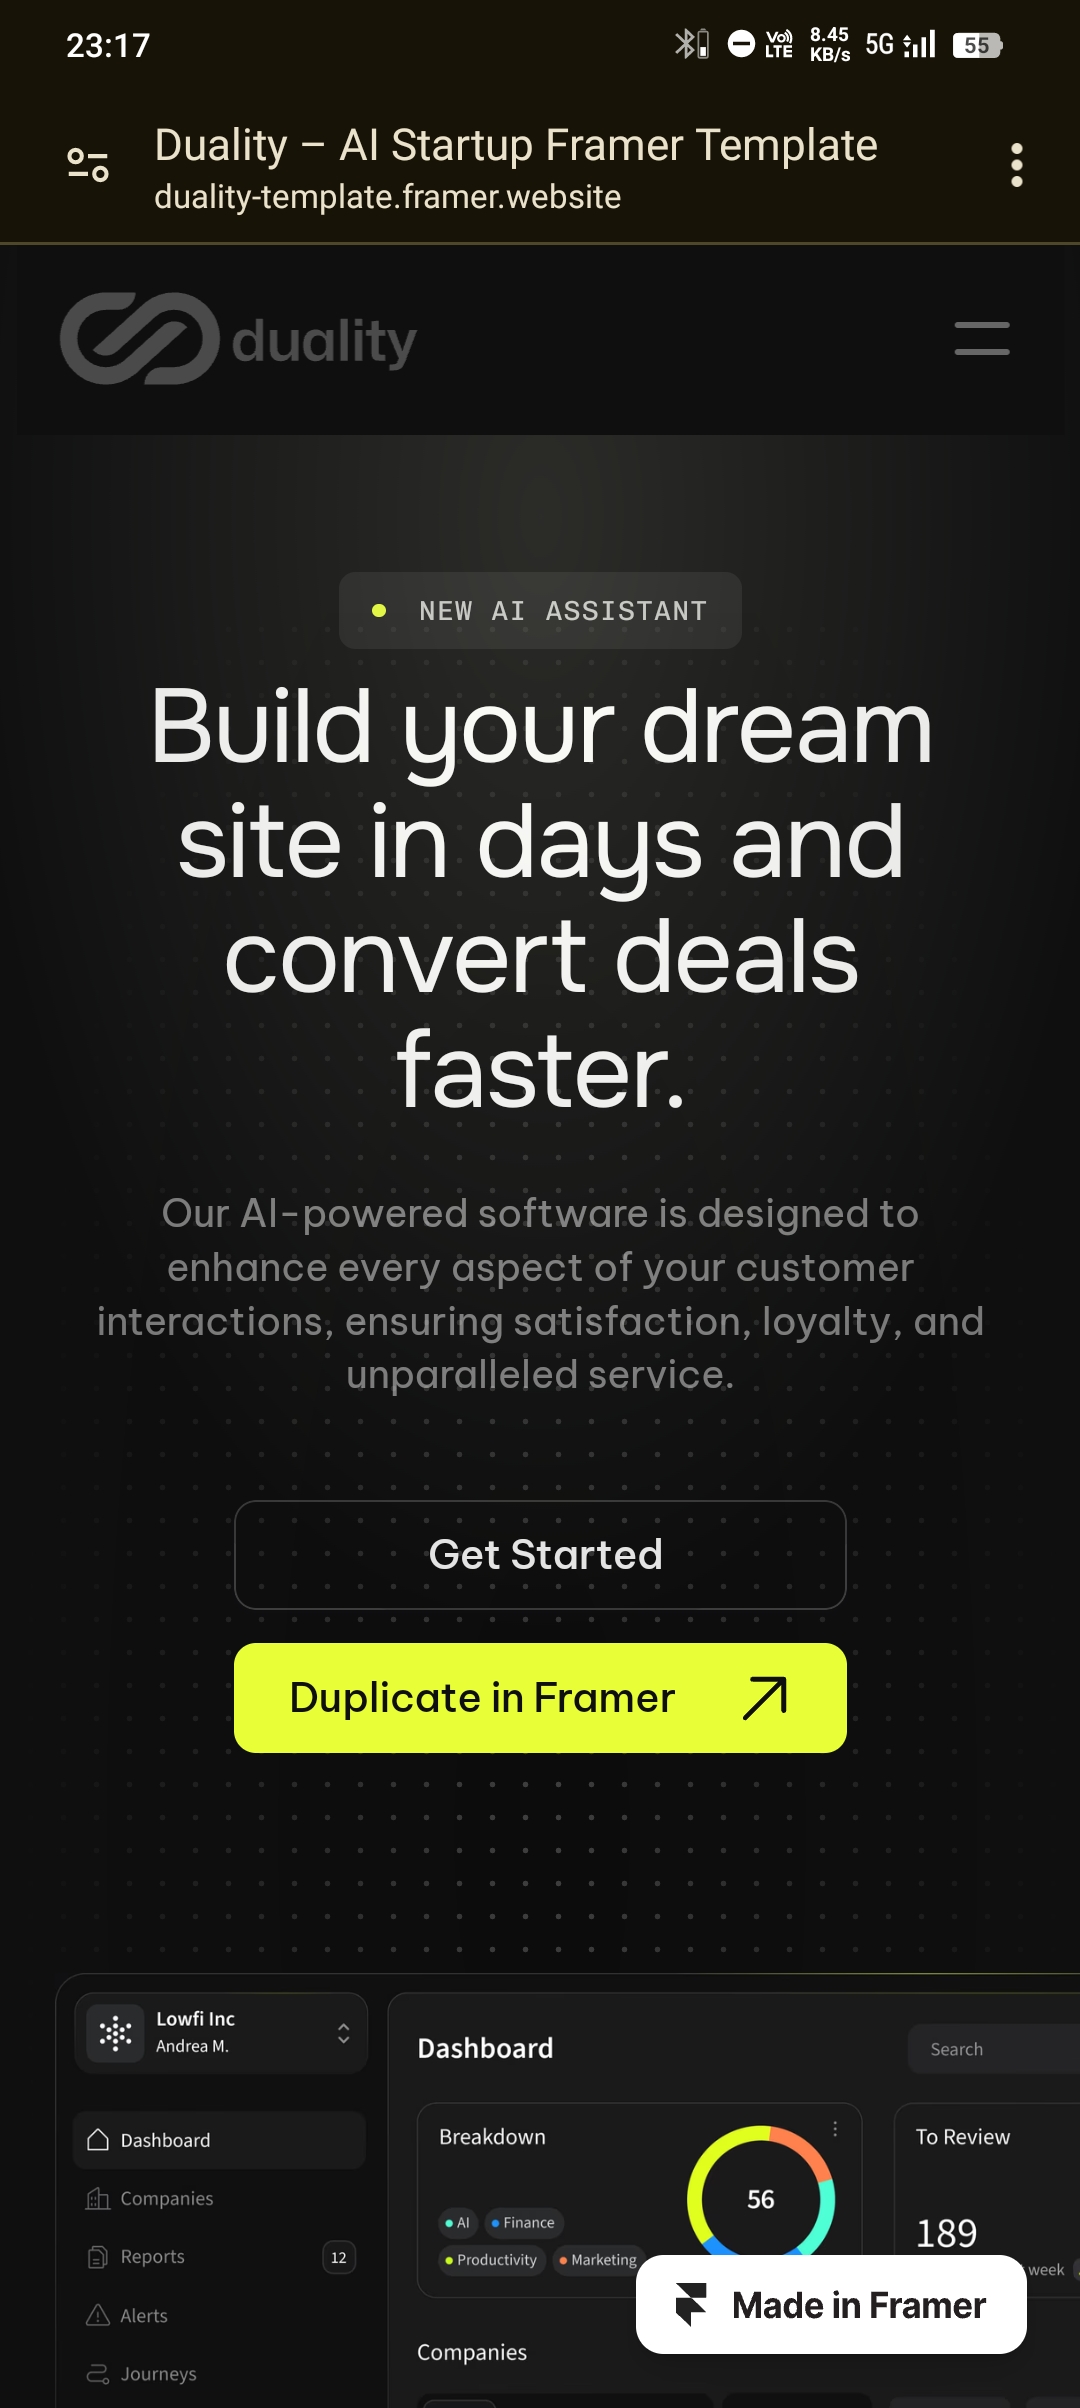 23:17
Vo)) LTE
8.45 KB/s
5G
55
Duality – AI Startup Framer Template
duality-template.framer.website
duality
NEW AI ASSISTANT
Build your dream
site in days and
convert deals
faster.
Our AI-powered software is designed to
enhance every aspect of your customer
interactions, ensuring satisfaction, loyalty, and
unparalleled service.
Get Started
Duplicate in Framer
Lowfi Inc
Andrea M.
Dashboard
Companies
Reports 12
Alerts
Journeys
Dashboard
Search
Breakdown
56
AI Finance
Productivity Marketing
To Review
189
week
Made in Framer
Companies